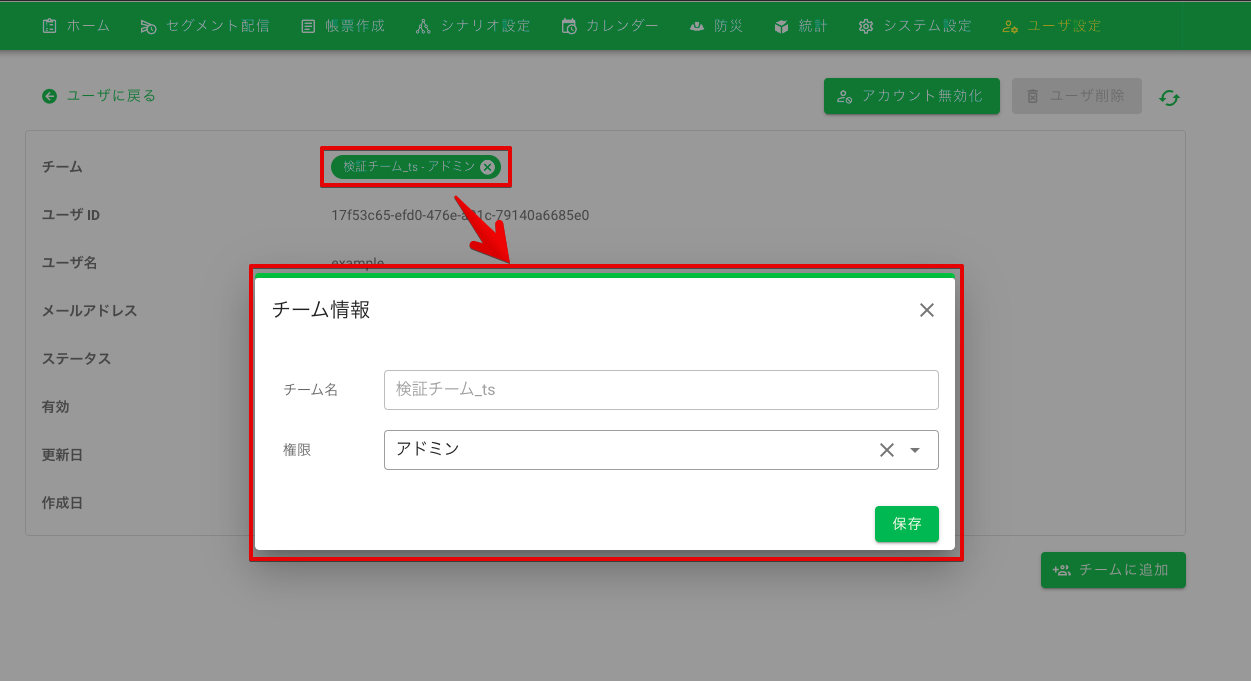 ホーム セグメント配信 帳票作成 シナリオ設定 カレンダー 防災 統計 システム設定 ユーザ設定
ユーザに戻る アカウント無効化 ユーザ削除
チーム 検証チーム_ts - アドミン
ユーザ ID
ユーザ名 example
メールアドレス
ステータス
有効
更新日
作成日
チーム情報
チーム名 検証チーム_ts
権限 アドミン
保存
チームに追加